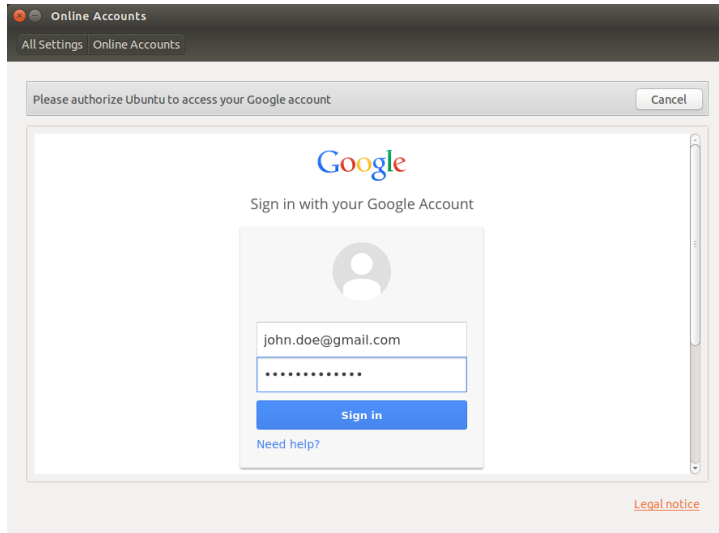 Online Accounts
All Settings Online Accounts
Please authorize Ubuntu to access your Google account Cancel
Google
Sign in with your Google Account
john.doe@gmail.com
•••••••••••••
Sign in
Need help?
Legal notice